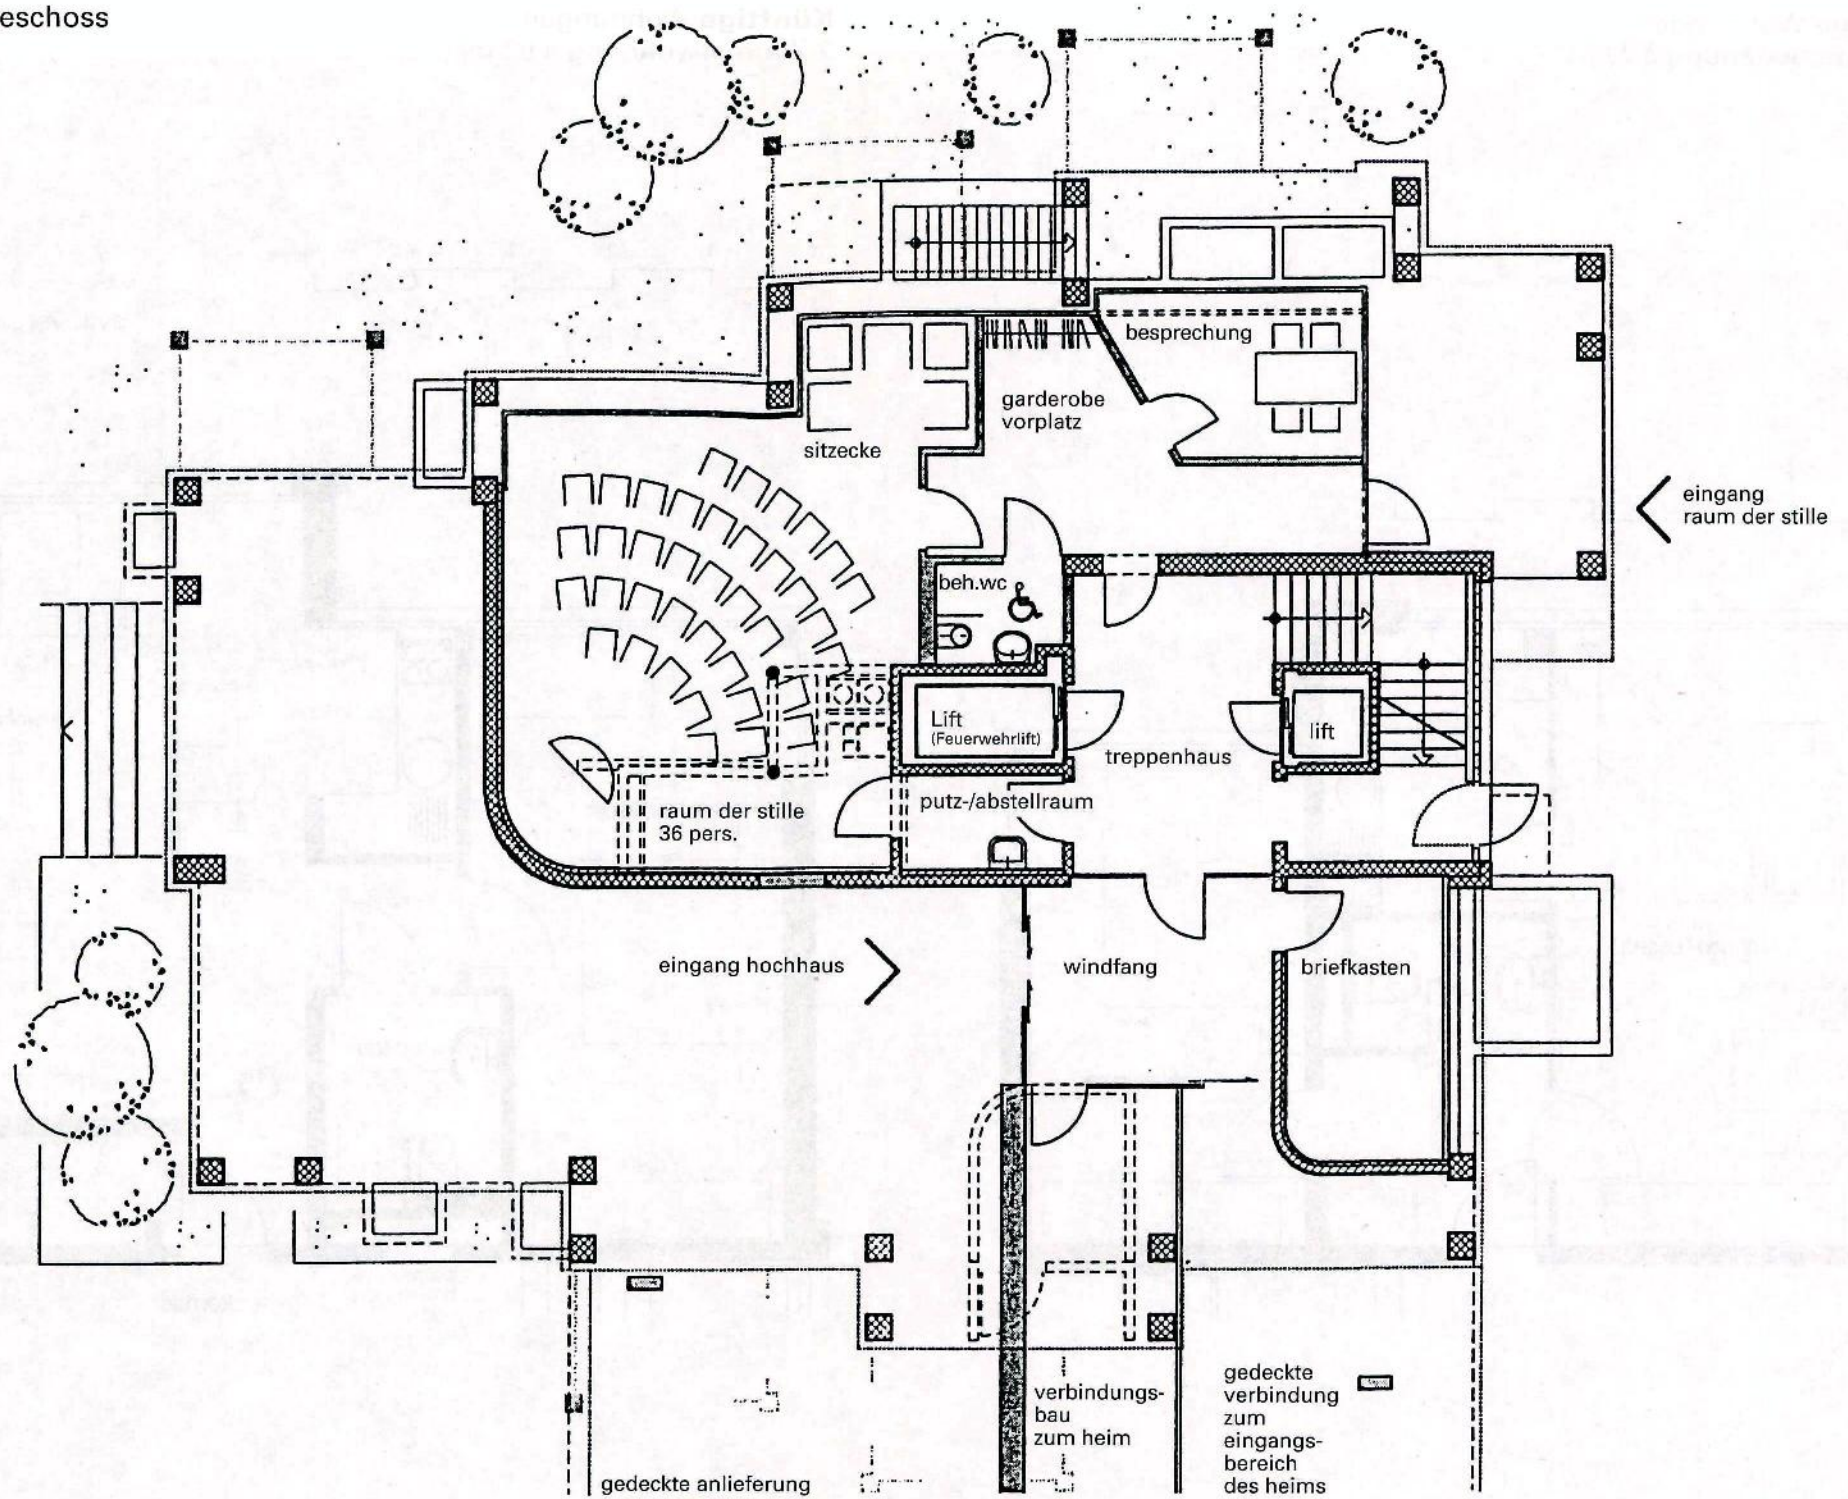 eschoss
besprechung
garderobe
vorplatz
sitzecke
eingang
raum der stille
beh.wc
Lift
(Feuerwehrlift)
lift
treppenhaus
putz-/abstellraum
raum der stille
36 pers.
eingang hochhaus
windfang
briefkasten
verbindungs-
bau
zum heim
gedeckte
verbindung
zum
eingangs-
bereich
des heims
gedeckte anlieferung